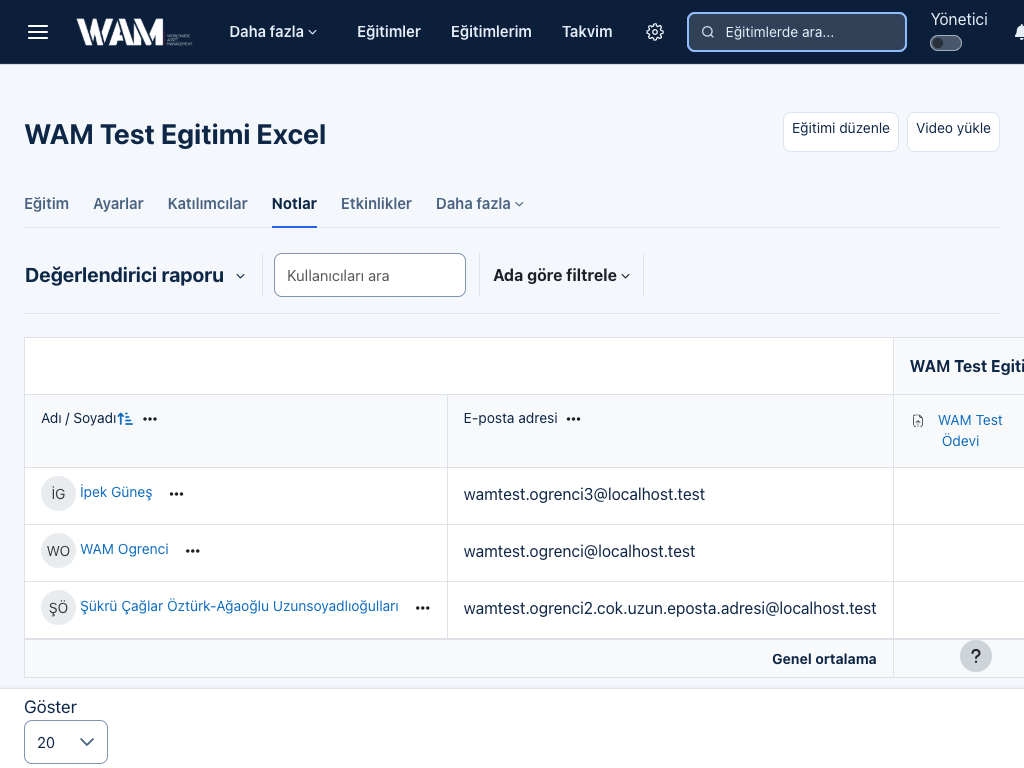 WAM
Daha fazla
Eğitimler
Eğitimlerim
Takvim
Eğitimlerde ara...
Yönetici
WAM Test Egitimi Excel
Eğitimi düzenle
Video yükle
Eğitim
Ayarlar
Katılımcılar
Notlar
Etkinlikler
Daha fazla
Değerlendirici raporu
Kullanıcıları ara
Ada göre filtrele
WAM Test Egiti
Adı / Soyadı
E-posta adresi
WAM Test
Ödevi
İG İpek Güneş
wamtest.ogrenci3@localhost.test
WO WAM Ogrenci
wamtest.ogrenci@localhost.test
ŞÖ Şükrü Çağlar Öztürk-Ağaoğlu Uzunsoyadlıoğulları
wamtest.ogrenci2.cok.uzun.eposta.adresi@localhost.test
Genel ortalama
?
Göster
20